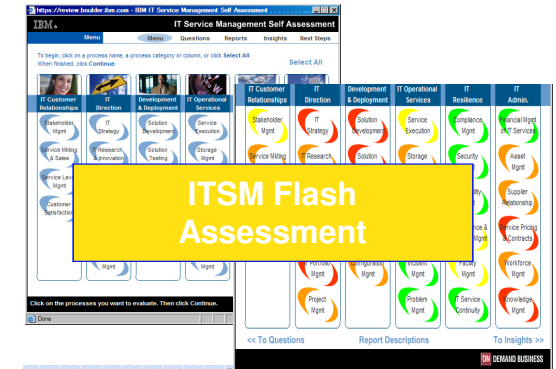 https://review.boulder.ibm.com - IBM IT Service Management Self Assessment . . . . . . . . .
IBM.
IT Service Management Self Assessment
Menu
Menu Questions Reports Insights Next Steps
To begin, click on a process name, a process category or column, or click Select All.
When finished, click Continue.
Select All
IT Customer Relationships
IT Direction
Development & Deployment
IT Operational Services
Stakeholder Mgmt
IT Strategy
Solution Development
Service Execution
Service Mkting & Sales
IT Research & Innovation
Solution Testing
Storage Mgmt
Service Level Mgmt
Customer Satisfaction
Mgmt
Mgmt
Click on the processes you want to evaluate. Then click Continue.
Done
IT Customer Relationships
IT Direction
Development & Deployment
IT Operational Services
IT Resilience
IT Admin.
Stakeholder Mgmt
IT Strategy
Solution Development
Service Execution
Compliance Mgmt
Financial Mgmt of IT Services
Service Mkting
IT Research
Solution
Storage
Security
Asset Mgmt
Supplier Relationship
Service Pricing & Contracts
Mgmt
IT Portfolio Mgmt
Configuration Mgmt
Incident Mgmt
Facility Mgmt
Workforce Mgmt
Project Mgmt
Problem Mgmt
IT Service Continuity
Knowledge Mgmt
ITSM Flash
Assessment
<< To Questions Report Descriptions To Insights >>
ON DEMAND BUSINESS